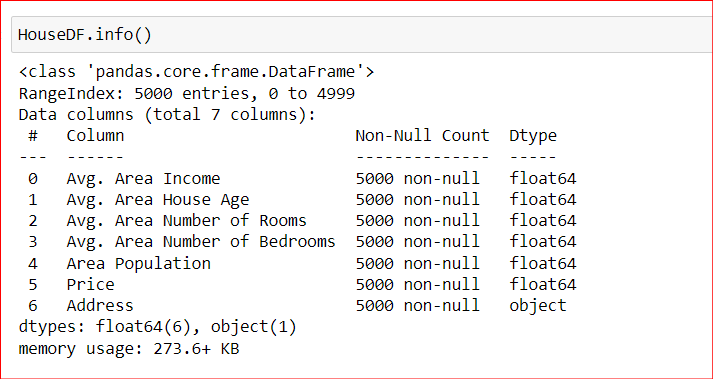 HouseDF.info()
<class 'pandas.core.frame.DataFrame'>
RangeIndex: 5000 entries, 0 to 4999
Data columns (total 7 columns):
 #   Column                        Non-Null Count  Dtype
---  ------                        --------------  -----
 0   Avg. Area Income              5000 non-null   float64
 1   Avg. Area House Age           5000 non-null   float64
 2   Avg. Area Number of Rooms     5000 non-null   float64
 3   Avg. Area Number of Bedrooms  5000 non-null   float64
 4   Area Population               5000 non-null   float64
 5   Price                         5000 non-null   float64
 6   Address                       5000 non-null   object
dtypes: float64(6), object(1)
memory usage: 273.6+ KB